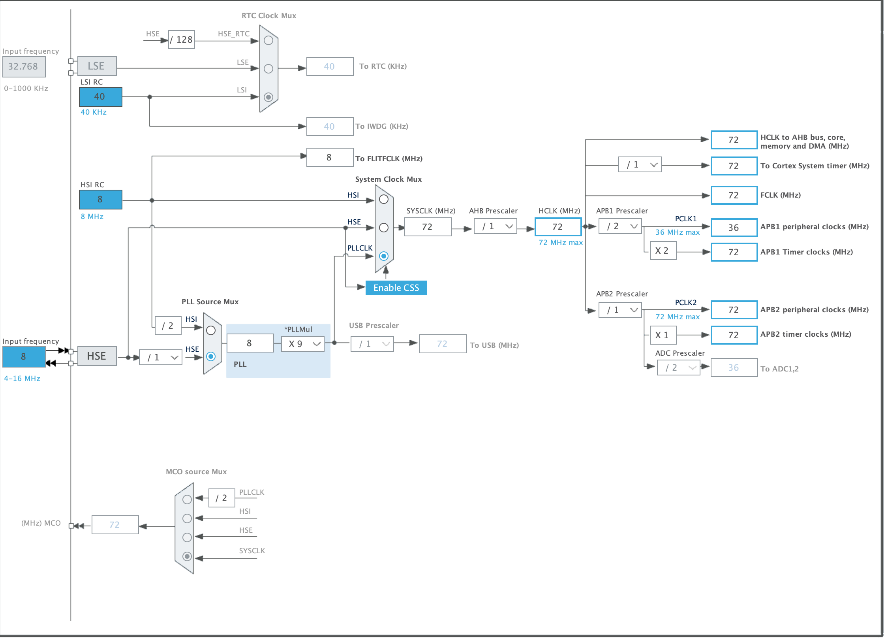 RTC Clock Mux
HSE
/ 128
HSE_RTC
Input frequency
32.768
0-1000 KHz
LSE
LSE
40
To RTC (KHz)
LSI RC
40
40 KHz
LSI
40
To IWDG (KHz)
8
To FLITFCLK (MHz)
HSI RC
8
8 MHz
System Clock Mux
HSI
HSE
PLLCLK
Enable CSS
SYSCLK (MHz)
72
AHB Prescaler
/ 1
HCLK (MHz)
72
72 MHz max
72
HCLK to AHB bus, core,
memory and DMA (MHz)
/ 1
72
To Cortex System timer (MHz)
72
FCLK (MHz)
APB1 Prescaler
/ 2
PCLK1
36 MHz max
36
APB1 peripheral clocks (MHz)
X 2
72
APB1 Timer clocks (MHz)
APB2 Prescaler
/ 1
PCLK2
72 MHz max
72
APB2 peripheral clocks (MHz)
X 1
72
APB2 timer clocks (MHz)
ADC Prescaler
/ 2
36
To ADC1,2
PLL Source Mux
/ 2
HSI
Input frequency
8
4-16 MHz
HSE
/ 1
HSE
8
*PLLMul
X 9
PLL
USB Prescaler
/ 1
72
To USB (MHz)
MCO source Mux
(MHz) MCO
72
/ 2
PLLCLK
HSI
HSE
SYSCLK